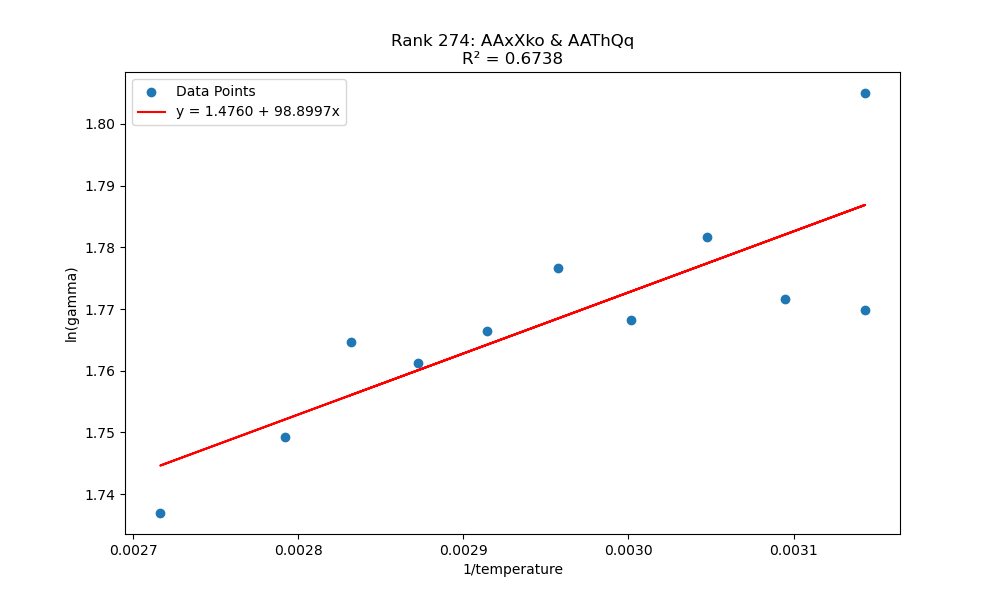 Rank 274: AAxXko & AAThQq
R² = 0.6738
Data Points
y = 1.4760 + 98.8997x
1.80
1.79
1.78
1.77
1.76
1.75
1.74
ln(gamma)
0.0027 0.0028 0.0029 0.0030 0.0031
1/temperature